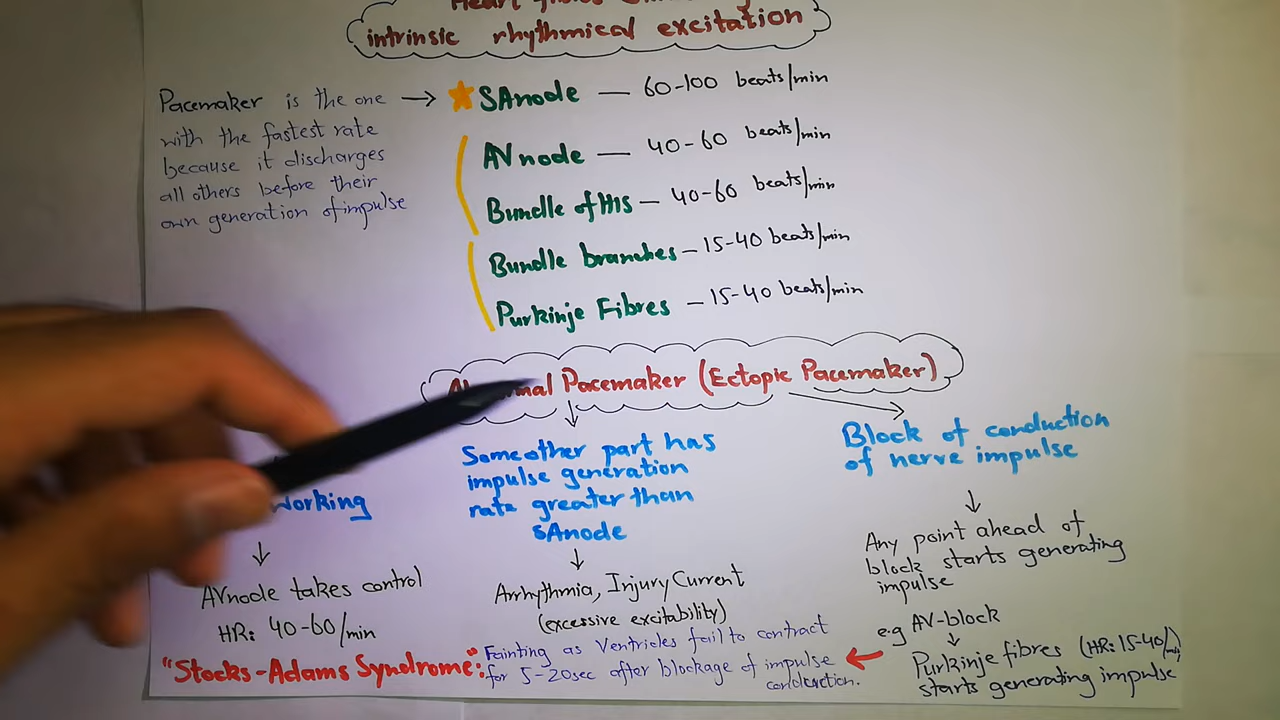 intrinsic rhythmical excitation
Pacemaker is the one →
with the fastest rate
because it discharges
all others before their
own generation of impulse
SAnode — 60-100 beats/min
AV node — 40-60 beats/min
Bundle of His — 40-60 beats/min
Bundle branches — 15-40 beats/min
Purkinje Fibres — 15-40 beats/min
Pacemaker (Ectopic Pacemaker)
working
↓
AVnode takes control
HR: 40-60/min
Some other part has
impulse generation
rate greater than
SAnode
↓
Arrhythmia, Injury Current
(excessive excitability)
Block of conduction
of nerve impulse
↓
Any point ahead of
block starts generating
impulse
e.g AV-block
↓
Purkinje fibres (HR: 15-40/
starts generating impulse
"Stocks-Adams Syndrome:"
Fainting as Ventricles fail to contract
for 5-20sec after blockage of impulse
conduction.